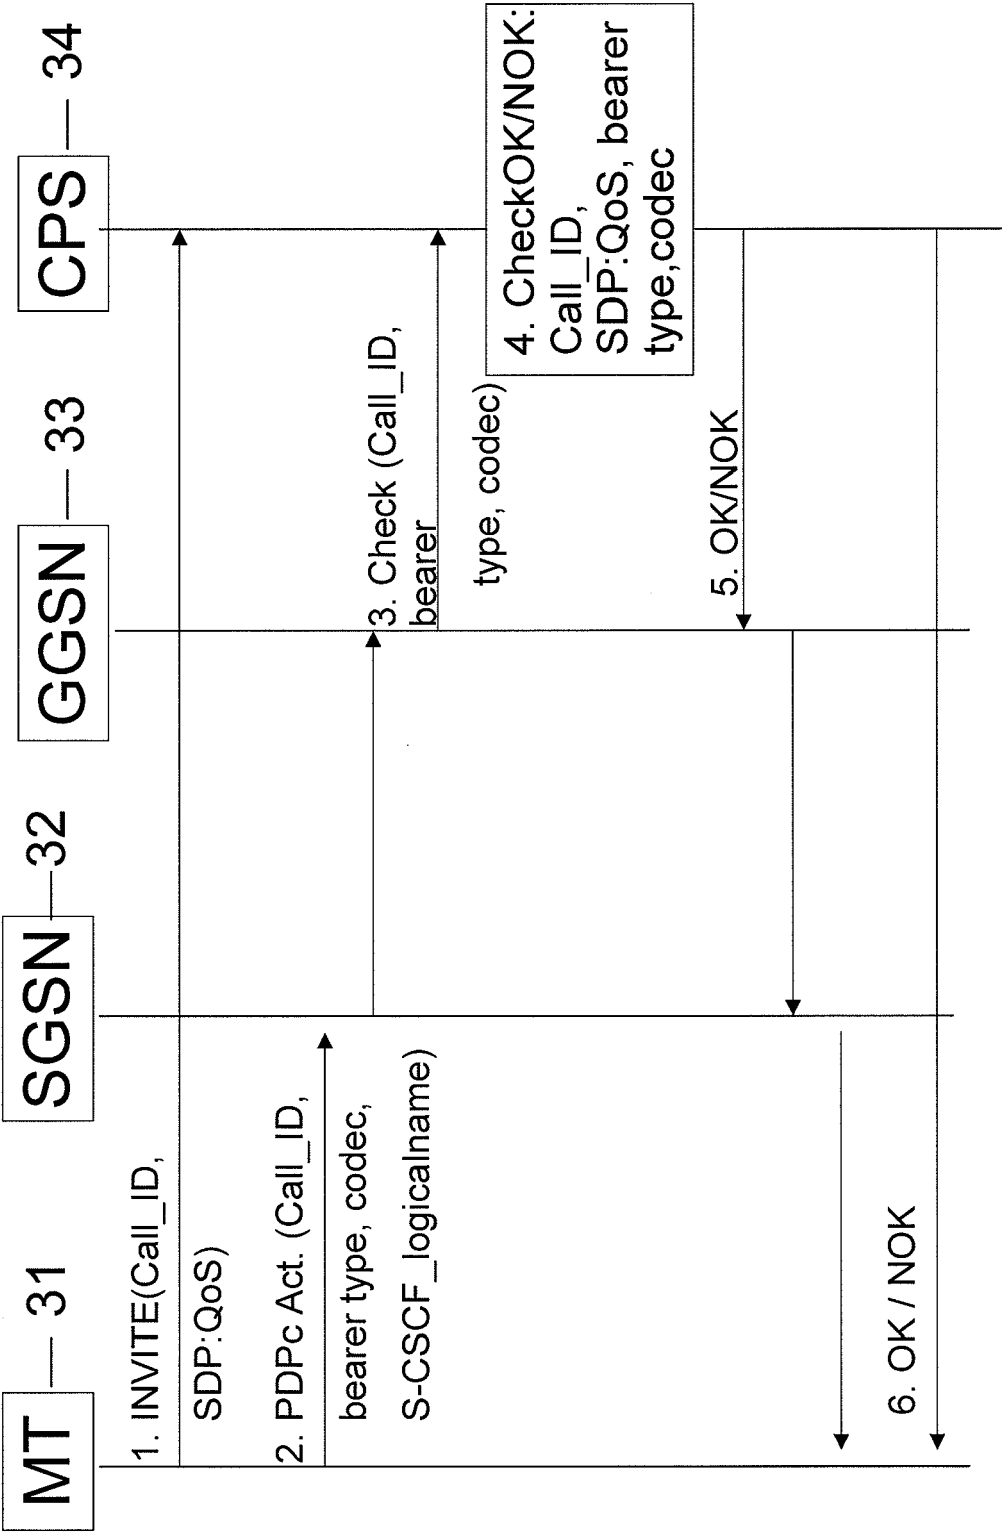 MT 31
SGSN 32
GGSN 33
CPS 34
1. INVITE(Call_ID,
SDP:QoS)
2. PDPc Act. (Call_ID,
bearer type, codec,
S-CSCF_logicalname)
3. Check (Call_ID,
bearer
type, codec)
4. CheckOK/NOK:
Call_ID,
SDP:QoS, bearer
type,codec
5. OK/NOK
6. OK / NOK